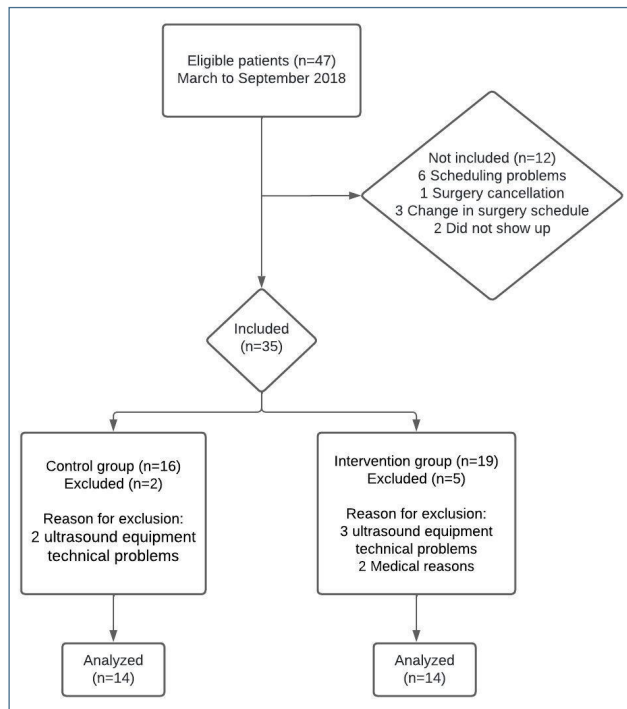 Eligible patients (n=47)
March to September 2018
Not included (n=12)
6 Scheduling problems
1 Surgery cancellation
3 Change in surgery schedule
2 Did not show up
Included
(n=35)
Control group (n=16)
Excluded (n=2)
Reason for exclusion:
2 ultrasound equipment
technical problems
Intervention group (n=19)
Excluded (n=5)
Reason for exclusion:
3 ultrasound equipment
technical problems
2 Medical reasons
Analyzed
(n=14)
Analyzed
(n=14)